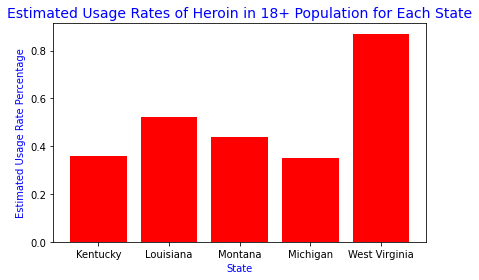 Estimated Usage Rates of Heroin in 18+ Population for Each State
Estimated Usage Rate Percentage
0.8
0.6
0.4
0.2
0.0
Kentucky Louisiana Montana Michigan West Virginia
State